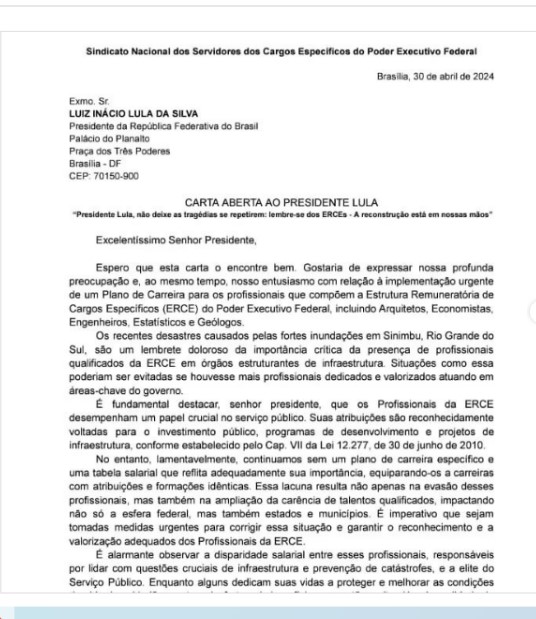 Sindicato Nacional dos Servidores dos Cargos Específicos do Poder Executivo Federal
Brasília, 30 de abril de 2024
Exmo. Sr.
LUIZ INÁCIO LULA DA SILVA
Presidente da República Federativa do Brasil
Palácio do Planalto
Praça dos Três Poderes
Brasília - DF
CEP: 70150-900
CARTA ABERTA AO PRESIDENTE LULA
"Presidente Lula, não deixe as tragédias se repetirem: lembre-se dos ERCEs - A reconstrução está em nossas mãos"
Excelentíssimo Senhor Presidente,
Espero que esta carta o encontre bem. Gostaria de expressar nossa profunda
preocupação e, ao mesmo tempo, nosso entusiasmo com relação à implementação urgente
de um Plano de Carreira para os profissionais que compõem a Estrutura Remuneratória de
Cargos Específicos (ERCE) do Poder Executivo Federal, incluindo Arquitetos, Economistas,
Engenheiros, Estatísticos e Geólogos.
Os recentes desastres causados pelas fortes inundações em Sinimbu, Rio Grande do
Sul, são um lembrete doloroso da importância crítica da presença de profissionais
qualificados da ERCE em órgãos estruturantes de infraestrutura. Situações como essa
poderiam ser evitadas se houvesse mais profissionais dedicados e valorizados atuando em
áreas-chave do governo.
É fundamental destacar, senhor presidente, que os Profissionais da ERCE
desempenham um papel crucial no serviço público. Suas atribuições são reconhecidamente
voltadas para o investimento público, programas de desenvolvimento e projetos de
infraestrutura, conforme estabelecido pelo Cap. VII da Lei 12.277, de 30 de junho de 2010.
No entanto, lamentavelmente, continuamos sem um plano de carreira específico e
uma tabela salarial que reflita adequadamente sua importância, equiparando-os a carreiras
com atribuições e formações idênticas. Essa lacuna resulta não apenas na evasão desses
profissionais, mas também na ampliação da carência de talentos qualificados, impactando
não só a esfera federal, mas também estados e municípios. É imperativo que sejam
tomadas medidas urgentes para corrigir essa situação e garantir o reconhecimento e a
valorização adequados dos Profissionais da ERCE.
É alarmante observar a disparidade salarial entre esses profissionais, responsáveis
por lidar com questões cruciais de infraestrutura e prevenção de catástrofes, e a elite do
Serviço Público. Enquanto alguns dedicam suas vidas a proteger e melhorar as condições